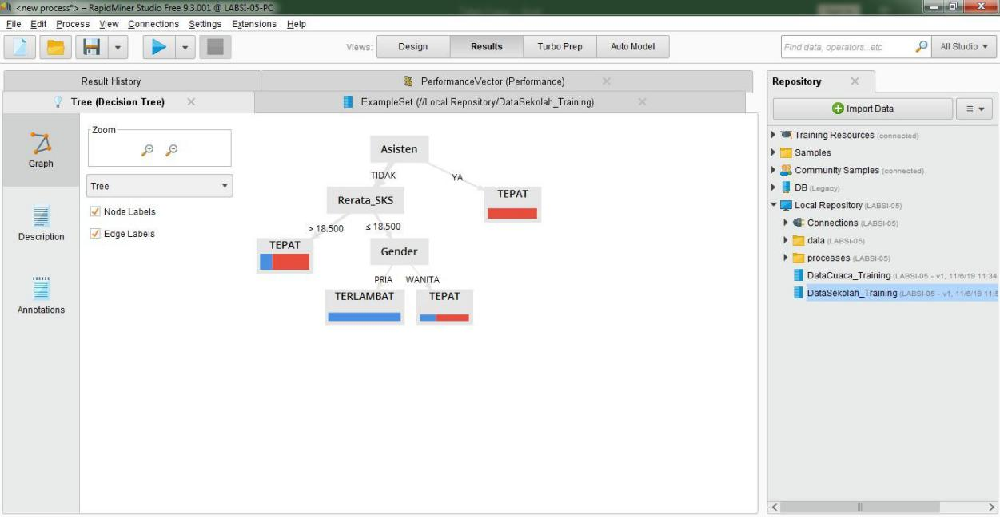 <new process*> – RapidMiner Studio Free 9.3.001 @ LABSI-05-PC
File Edit Process View Connections Settings Extensions Help
Views: Design Results Turbo Prep Auto Model
Find data, operators...etc
All Studio
Result History
PerformanceVector (Performance)
Tree (Decision Tree)
ExampleSet (//Local Repository/DataSekolah_Training)
Graph
Description
Annotations
Zoom
Tree
Node Labels
Edge Labels
Asisten
TIDAK
YA
Rerata_SKS
TEPAT
> 18.500
≤ 18.500
TEPAT
Gender
PRIA
WANITA
TERLAMBAT
TEPAT
Repository
Import Data
Training Resources (connected)
Samples
Community Samples (connected)
DB (Legacy)
Local Repository (LABSI-05)
Connections (LABSI-05)
data (LABSI-05)
processes (LABSI-05)
DataCuaca_Training (LABSI-05 - v1, 11/6/19 11:34
DataSekolah_Training (LABSI-05 - v1, 11/6/19 11:5